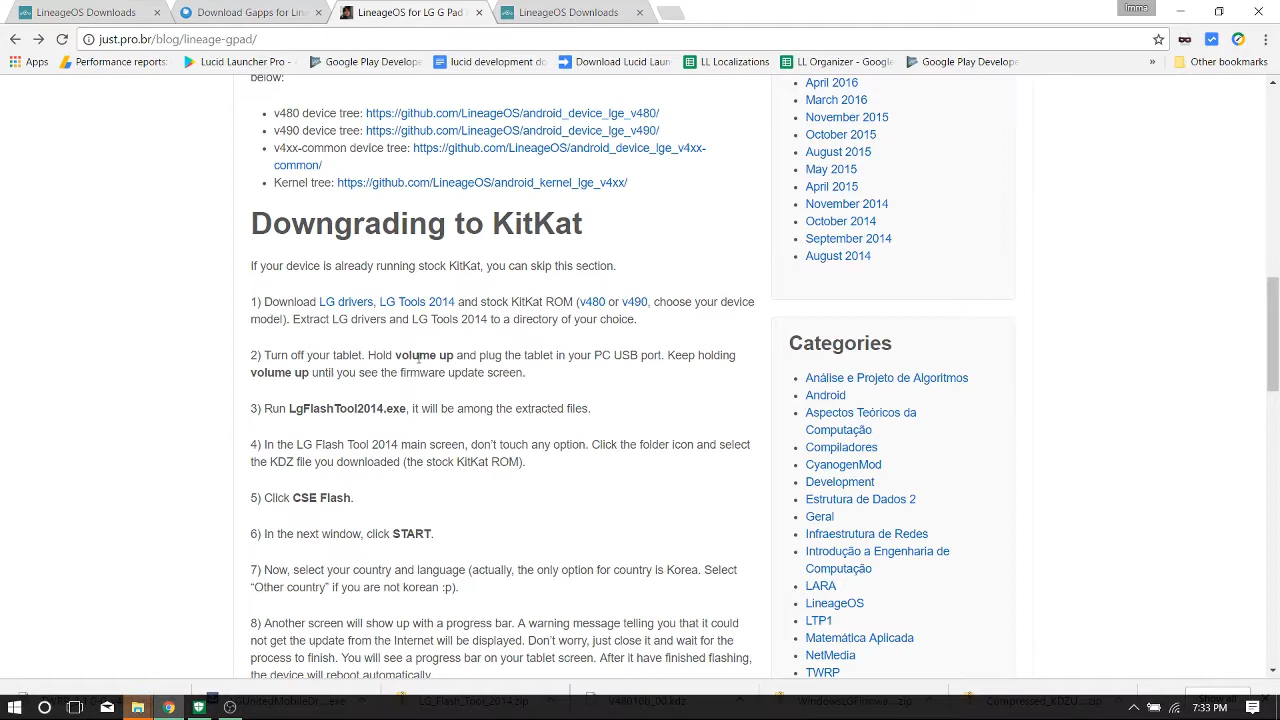 LineageOS Downloads
Download Gapps for Line
LineageOS for LG G Pad
LineageOS Downloads
Imma
just.pro.br/blog/lineage-gpad/
Apps
Performance reports:
Lucid Launcher Pro -
Google Play Develope
lucid development do
Download Lucid Laun
LL Localizations
LL Organizer - Google
Google Play Develope
»
Other bookmarks
below:
• v480 device tree: https://github.com/LineageOS/android_device_lge_v480/
• v490 device tree: https://github.com/LineageOS/android_device_lge_v490/
• v4xx-common device tree: https://github.com/LineageOS/android_device_lge_v4xx-
common/
• Kernel tree: https://github.com/LineageOS/android_kernel_lge_v4xx/
Downgrading to KitKat
If your device is already running stock KitKat, you can skip this section.
1) Download LG drivers, LG Tools 2014 and stock KitKat ROM (v480 or v490, choose your device
model). Extract LG drivers and LG Tools 2014 to a directory of your choice.
2) Turn off your tablet. Hold volume up and plug the tablet in your PC USB port. Keep holding
volume up until you see the firmware update screen.
3) Run LgFlashTool2014.exe, it will be among the extracted files.
4) In the LG Flash Tool 2014 main screen, don't touch any option. Click the folder icon and select
the KDZ file you downloaded (the stock KitKat ROM).
5) Click CSE Flash.
6) In the next window, click START.
7) Now, select your country and language (actually, the only option for country is Korea. Select
“Other country” if you are not korean :p).
8) Another screen will show up with a progress bar. A warning message telling you that it could
not get the update from the Internet will be displayed. Don't worry, just close it and wait for the
process to finish. You will see a progress bar on your tablet screen. After it have finished flashing,
the device will reboot automatically.
• April 2016
• March 2016
• November 2015
• October 2015
• August 2015
• May 2015
• April 2015
• November 2014
• October 2014
• September 2014
• August 2014
Categories
• Análise e Projeto de Algoritmos
• Android
• Aspectos Teóricos da
Computação
• Compiladores
• CyanogenMod
• Development
• Estrutura de Dados 2
• Geral
• Infraestrutura de Redes
• Introdução a Engenharia de
Computação
• LARA
• LineageOS
• LTP1
• Matemática Aplicada
• NetMedia
• TWRP
LG_Flash_Tool_2014.zip
V48010b_00.kdz
Show all
7:33 PM